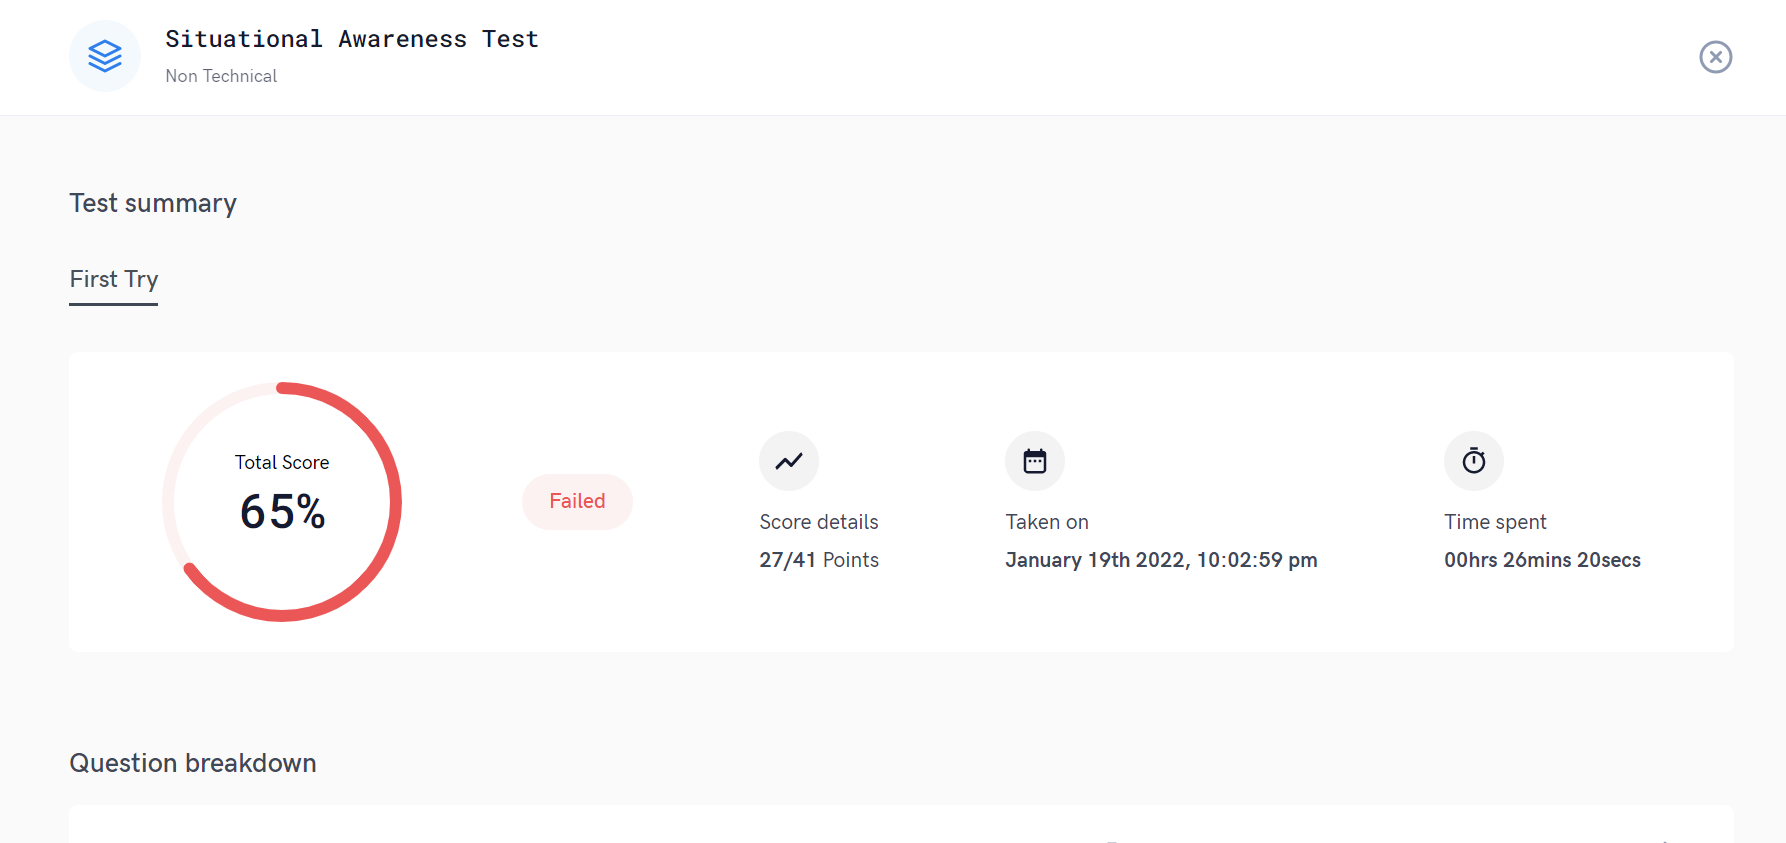 Situational Awareness Test
Non Technical
Test summary
First Try
Total Score
65%
Failed
Score details
27/41 Points
Taken on
January 19th 2022, 10:02:59 pm
Time spent
00hrs 26mins 20secs
Question breakdown